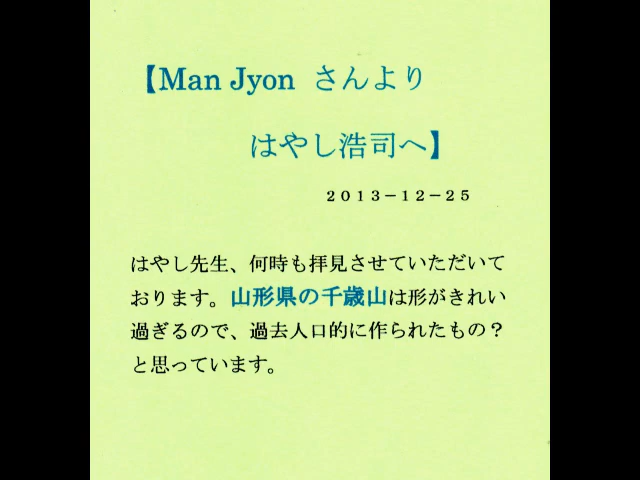 【Man Jyon さんより
はやし浩司へ】
２０１３－１２－２５
はやし先生、何時も拝見させていただいて
おります。山形県の千歳山は形がきれい
過ぎるので、過去人口的に作られたもの？
と思っています。